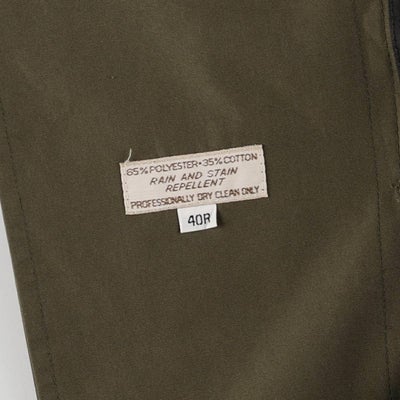 65% POLYESTER • 35% COTTON
RAIN AND STAIN
REPELLENT
PROFESSIONALLY DRY CLEAN ONLY
40R